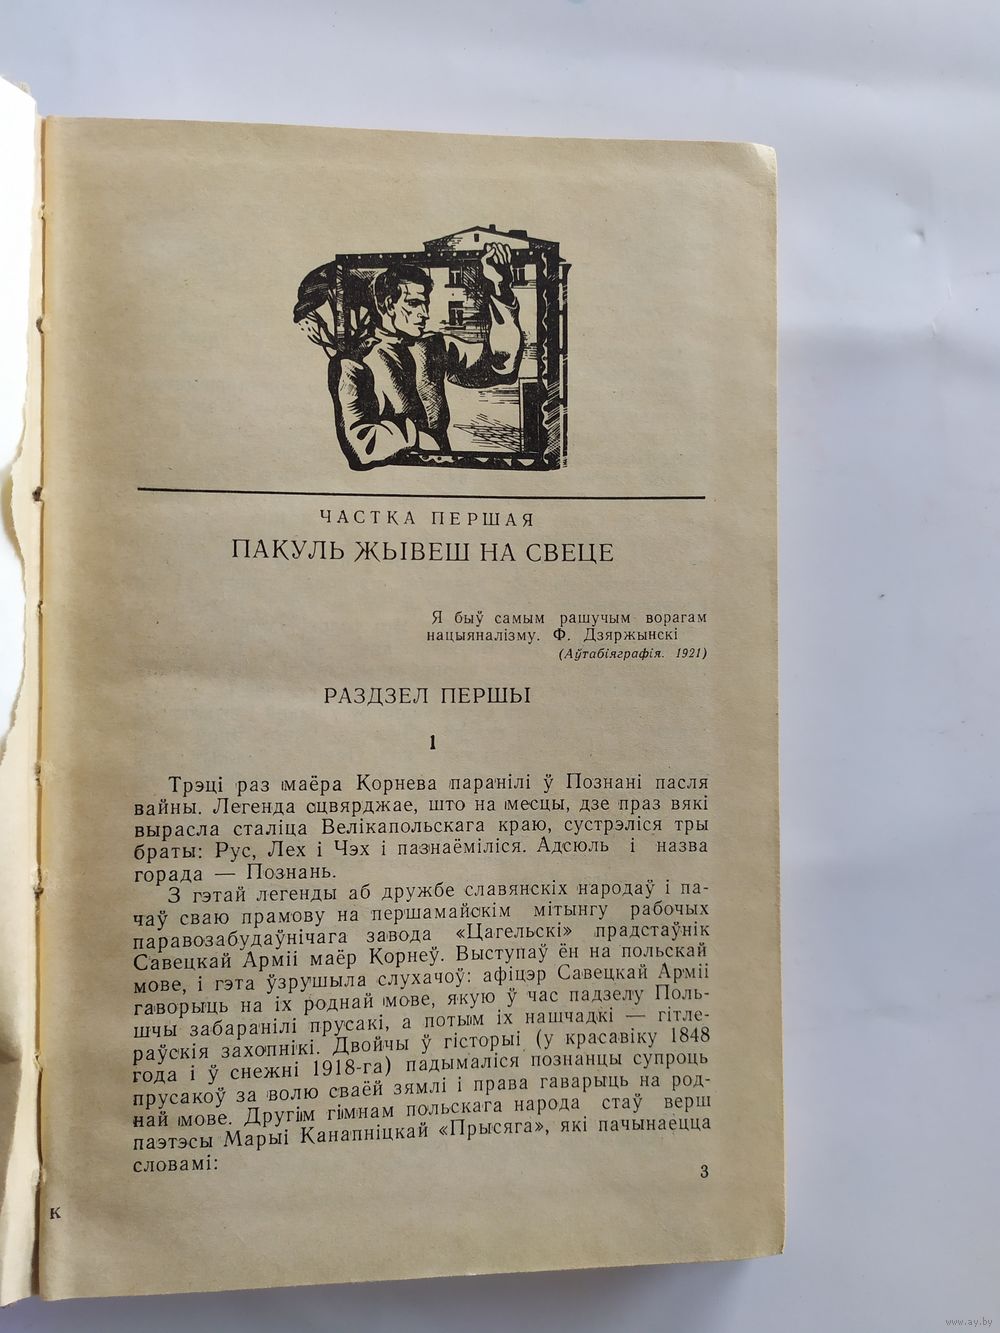 ЧАСТКА ПЕРШАЯ
ПАКУЛЬ ЖЫВЕШ НА СВЕЦЕ
Я быў самым рашучым ворагам
нацыяналізму. Ф. Дзяржынскі
(Аўтабіяграфія. 1921)
РАЗДЗЕЛ ПЕРШЫ
1
Трэці раз маёра Корнева паранілі ў Познані пасля
вайны. Легенда сцвярджае, што на месцы, дзе праз вякі
вырасла сталіца Велікапольскага краю, сустрэліся тры
браты: Рус, Лех і Чэх і пазнаёміліся. Адсюль і назва
горада — Познань.
З гэтай легенды аб дружбе славянскіх народаў і па-
чаў сваю прамову на першамайскім мітынгу рабочых
паравозабудаўнічага завода «Цагельскі» прадстаўнік
Савецкай Арміі маёр Корнеў. Выступаў ён на польскай
мове, і гэта ўзрушыла слухачоў: афіцэр Савецкай Арміі
гаворыць на іх роднай мове, якую ў час падзелу Поль-
шчы забаранілі прусакі, а потым іх нашчадкі — гітле-
раўскія захопнікі. Двойчы ў гісторыі (у красавіку 1848
года і ў снежні 1918-га) падымаліся познанцы супроць
прусакоў за волю сваёй зямлі і права гаварыць на род-
най мове. Другім гімнам польскага народа стаў верш
паэтэсы Марыі Канапніцкай «Прысяга», які пачынаецца
словамі:
3
К
www.ay.by